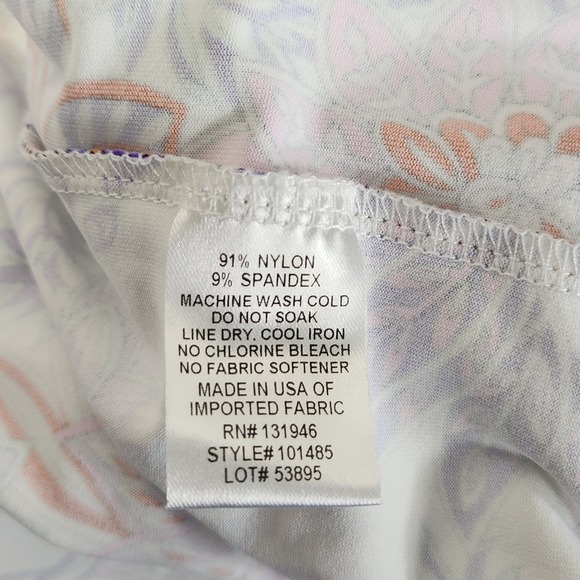 91% NYLON
9% SPANDEX
MACHINE WASH COLD
DO NOT SOAK
LINE DRY. COOL IRON
NO CHLORINE BLEACH
NO FABRIC SOFTENER
MADE IN USA OF
IMPORTED FABRIC
RN# 131946
STYLE# 101485
LOT# 53895